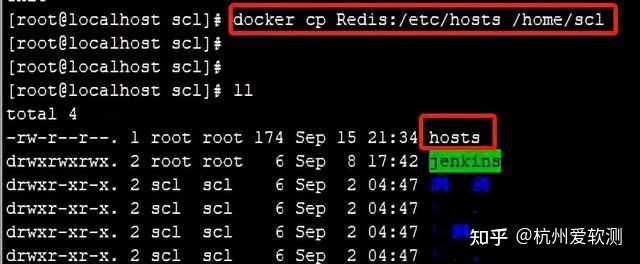 [root@localhost scl]# docker cp Redis:/etc/hosts /home/scl
[root@localhost scl]#
[root@localhost scl]#
[root@localhost scl]# ll
total 4
-rw-r--r--. 1 root root 174 Sep 15 21:34 hosts
drwxrwxrwx. 2 root root   6 Sep  8 17:42 jenkins
drwxr-xr-x. 2 scl  scl    6 Sep  2 04:47
drwxr-xr-x. 2 scl  scl    6 Sep  2 04:47
drwxr-xr-x. 2 scl  scl    6 Sep  2 04:47
drwxr-xr-x. 2 scl  scl    6 Sep  2 04:47
知乎 @杭州爱软测